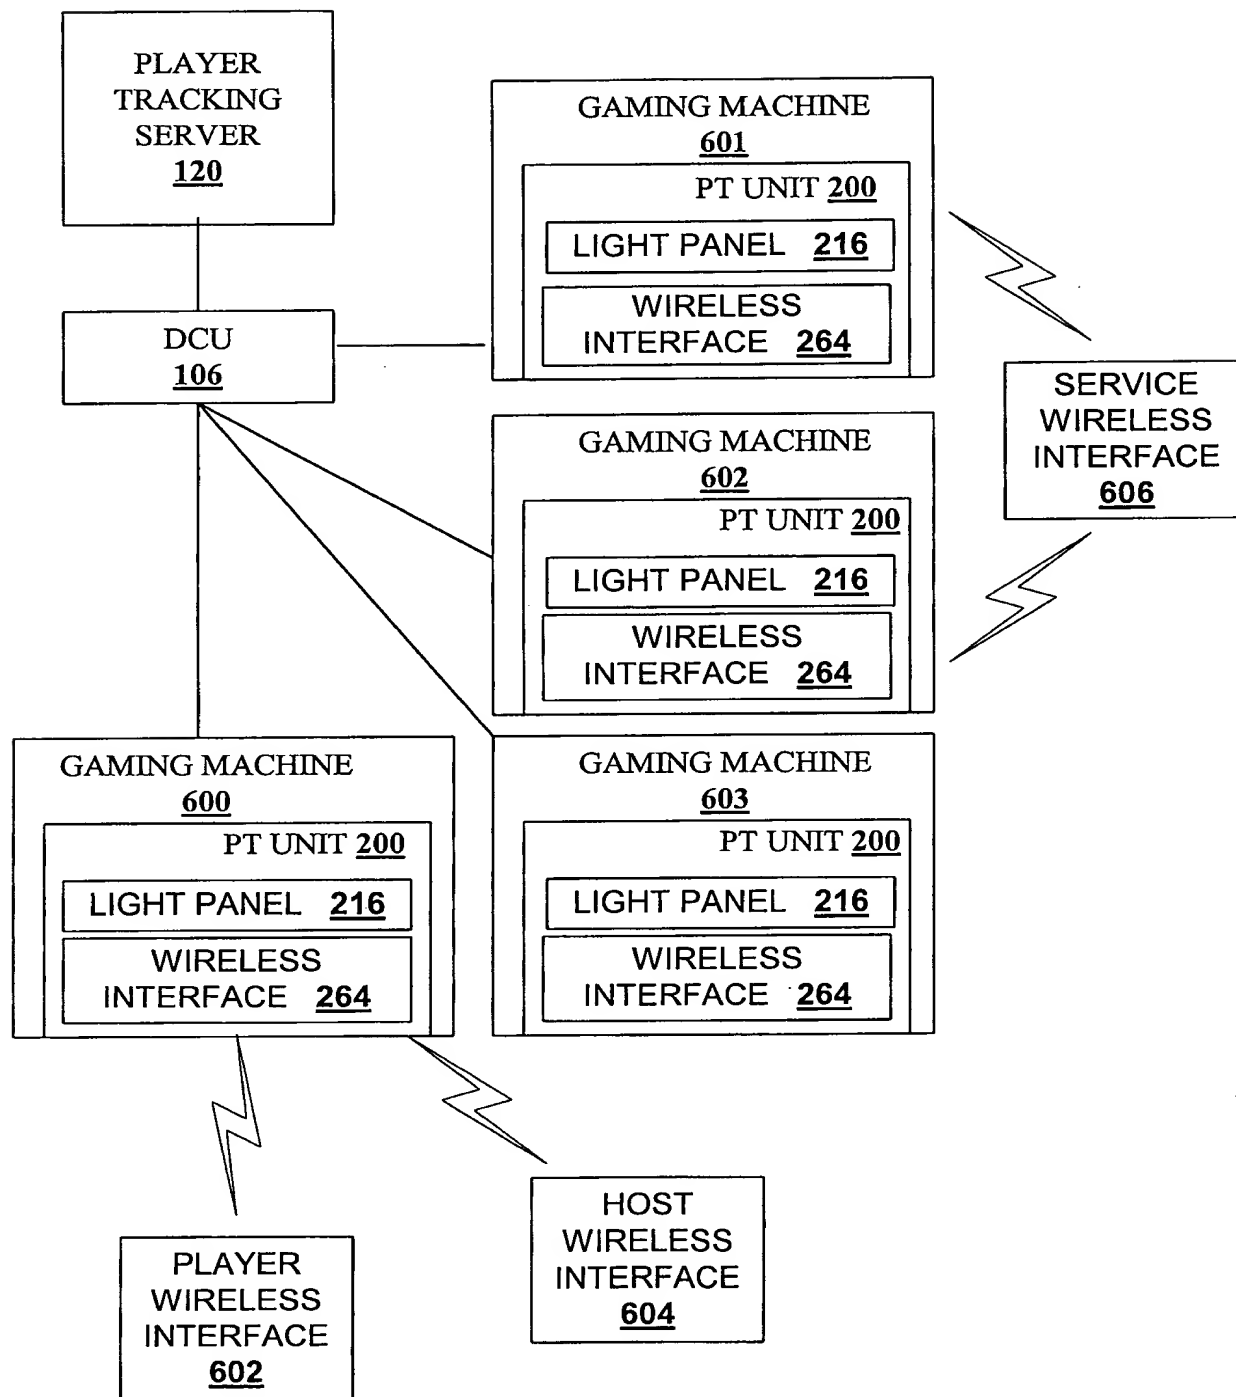 PLAYER
TRACKING
SERVER
120
DCU
106
GAMING MACHINE
601
PT UNIT 200
LIGHT PANEL 216
WIRELESS
INTERFACE 264
GAMING MACHINE
602
PT UNIT 200
LIGHT PANEL 216
WIRELESS
INTERFACE 264
SERVICE
WIRELESS
INTERFACE
606
GAMING MACHINE
600
PT UNIT 200
LIGHT PANEL 216
WIRELESS
INTERFACE 264
GAMING MACHINE
603
PT UNIT 200
LIGHT PANEL 216
WIRELESS
INTERFACE 264
PLAYER
WIRELESS
INTERFACE
602
HOST
WIRELESS
INTERFACE
604